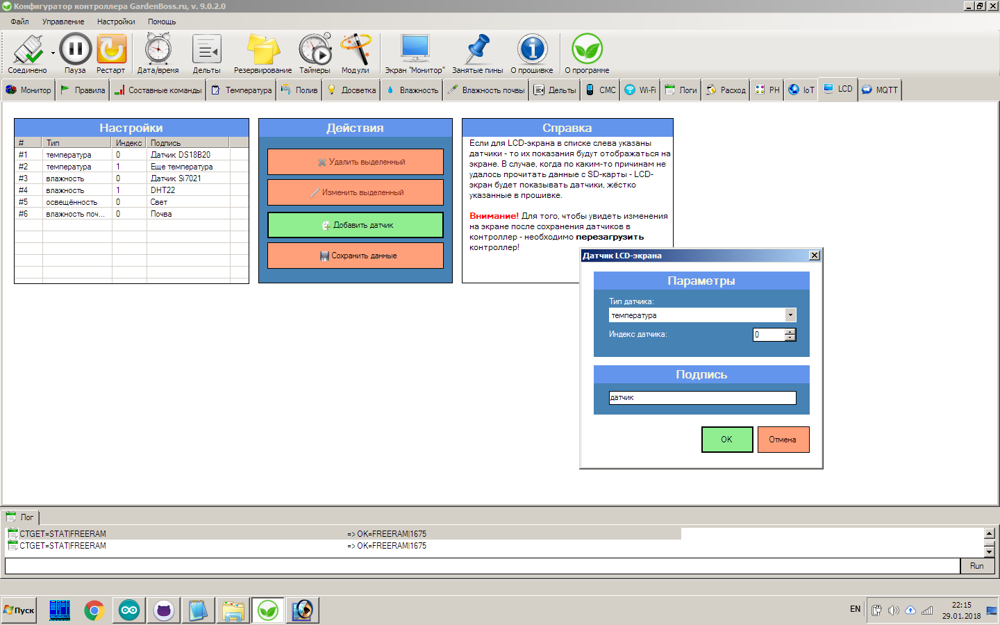 Конфигуратор контроллера GardenBoss.ru, v. 9.0.2.0
Файл Управление Настройки Помощь
Соединено Пауза Рестарт Дата/время Дельты Резервирование Таймеры Модули Экран "Монитор" Занятые пины О прошивке О программе
Монитор Правила Составные команды Температура Полив Досветка Влажность Влажность почвы Дельты СМС Wi-Fi Логи Расход PH IoT LCD MQTT
Настройки
# Тип Индекс Подпись
#1 температура 0 Датчик DS18B20
#2 температура 1 Еще температура
#3 влажность 0 Датчик Si7021
#4 влажность 1 DHT22
#5 освещённость 0 Свет
#6 влажность поч... 0 Почва
Действия
Удалить выделенный
Изменить выделенный
Добавить датчик
Сохранить данные
Справка
Если для LCD-экрана в списке слева указаны
датчики - то их показания будут отображаться на
экране. В случае, когда по каким-то причинам не
удалось прочитать данные с SD-карты - LCD-
экран будет показывать датчики, жёстко
указанные в прошивке.
Внимание! Для того, чтобы увидеть изменения
на экране после сохранения датчиков в
контроллер - необходимо перезагрузить
контроллер!
Датчик LCD-экрана
Параметры
Тип датчика:
температура
Индекс датчика: 0
Подпись
датчик
OK Отмена
Лог
CTGET=STAT|FREERAM => OK=FREERAM|1675
CTGET=STAT|FREERAM => OK=FREERAM|1675
Run
Пуск EN 22:15
29.01.2018